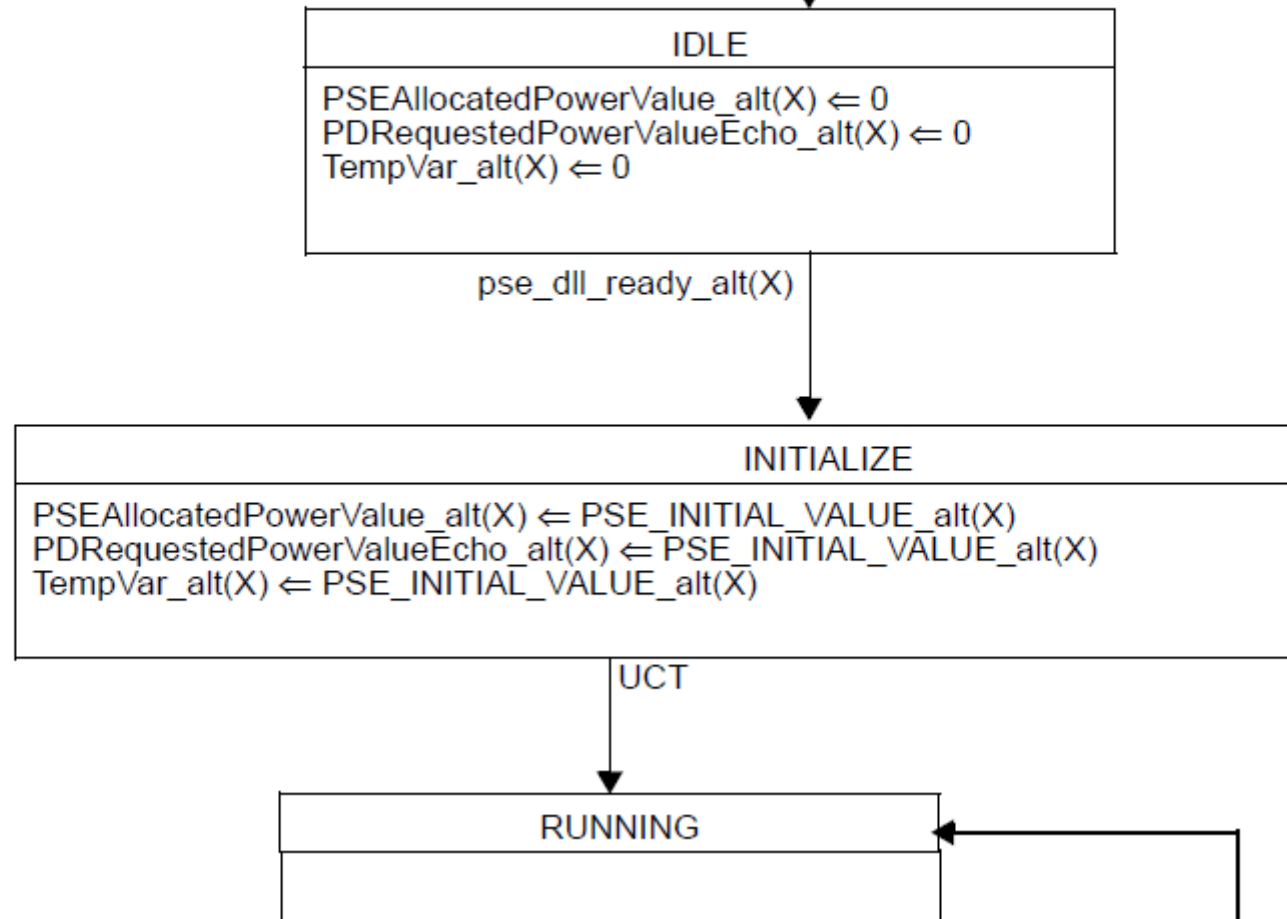 IDLE
PSEAllocatedPowerValue_alt(X) ⇐ 0
PDRequestedPowerValueEcho_alt(X) ⇐ 0
TempVar_alt(X) ⇐ 0
pse_dll_ready_alt(X)
INITIALIZE
PSEAllocatedPowerValue_alt(X) ⇐ PSE_INITIAL_VALUE_alt(X)
PDRequestedPowerValueEcho_alt(X) ⇐ PSE_INITIAL_VALUE_alt(X)
TempVar_alt(X) ⇐ PSE_INITIAL_VALUE_alt(X)
UCT
RUNNING